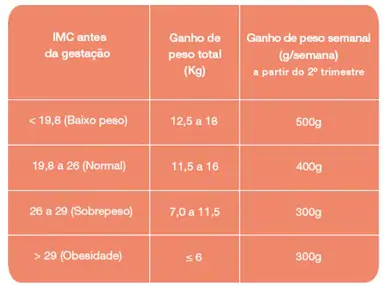 IMC antes
da gestação
Ganho de
peso total
(Kg)
Ganho de peso semanal
(g/semana)
a partir do 2º trimestre
< 19,8 (Baixo peso)
12,5 a 18
500g
19,8 a 26 (Normal)
11,5 a 16
400g
26 a 29 (Sobrepeso)
7,0 a 11,5
300g
> 29 (Obesidade)
≤ 6
300g